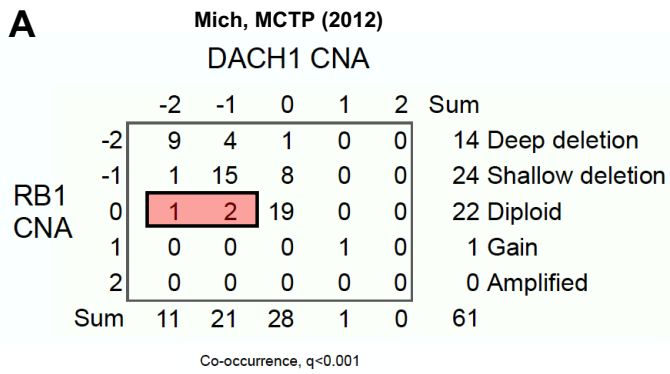 A
Mich, MCTP (2012)
DACH1 CNA
-2 -1 0 1 2 Sum
-2 9 4 1 0 0 14 Deep deletion
-1 1 15 8 0 0 24 Shallow deletion
RB1
CNA
0 1 2 19 0 0 22 Diploid
1 0 0 0 1 0 1 Gain
2 0 0 0 0 0 0 Amplified
Sum 11 21 28 1 0 61
Co-occurrence, q<0.001